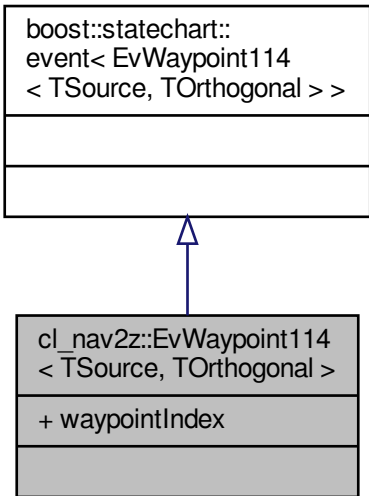 boost::statechart::
event< EvWaypoint114
< TSource, TOrthogonal > >
cl_nav2z::EvWaypoint114
< TSource, TOrthogonal >
+ waypointIndex